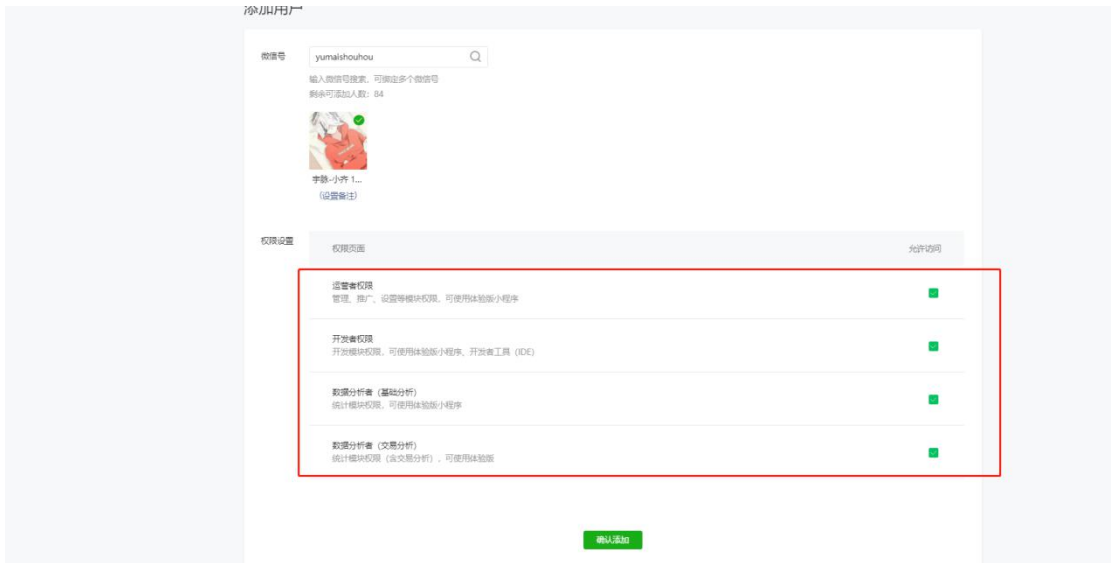 添加用户
微信号
yumaishouhou
输入微信号搜索，可绑定多个微信号
剩余可添加人数：84
宇脉-小齐 1...
（设置备注）
权限设置
权限页面
允许访问
运营者权限
管理、推广、设置等模块权限，可使用体验版小程序
开发者权限
开发模块权限，可使用体验版小程序、开发者工具（IDE）
数据分析者（基础分析）
统计模块权限，可使用体验版小程序
数据分析者（交易分析）
统计模块权限（含交易分析），可使用体验版
确认添加